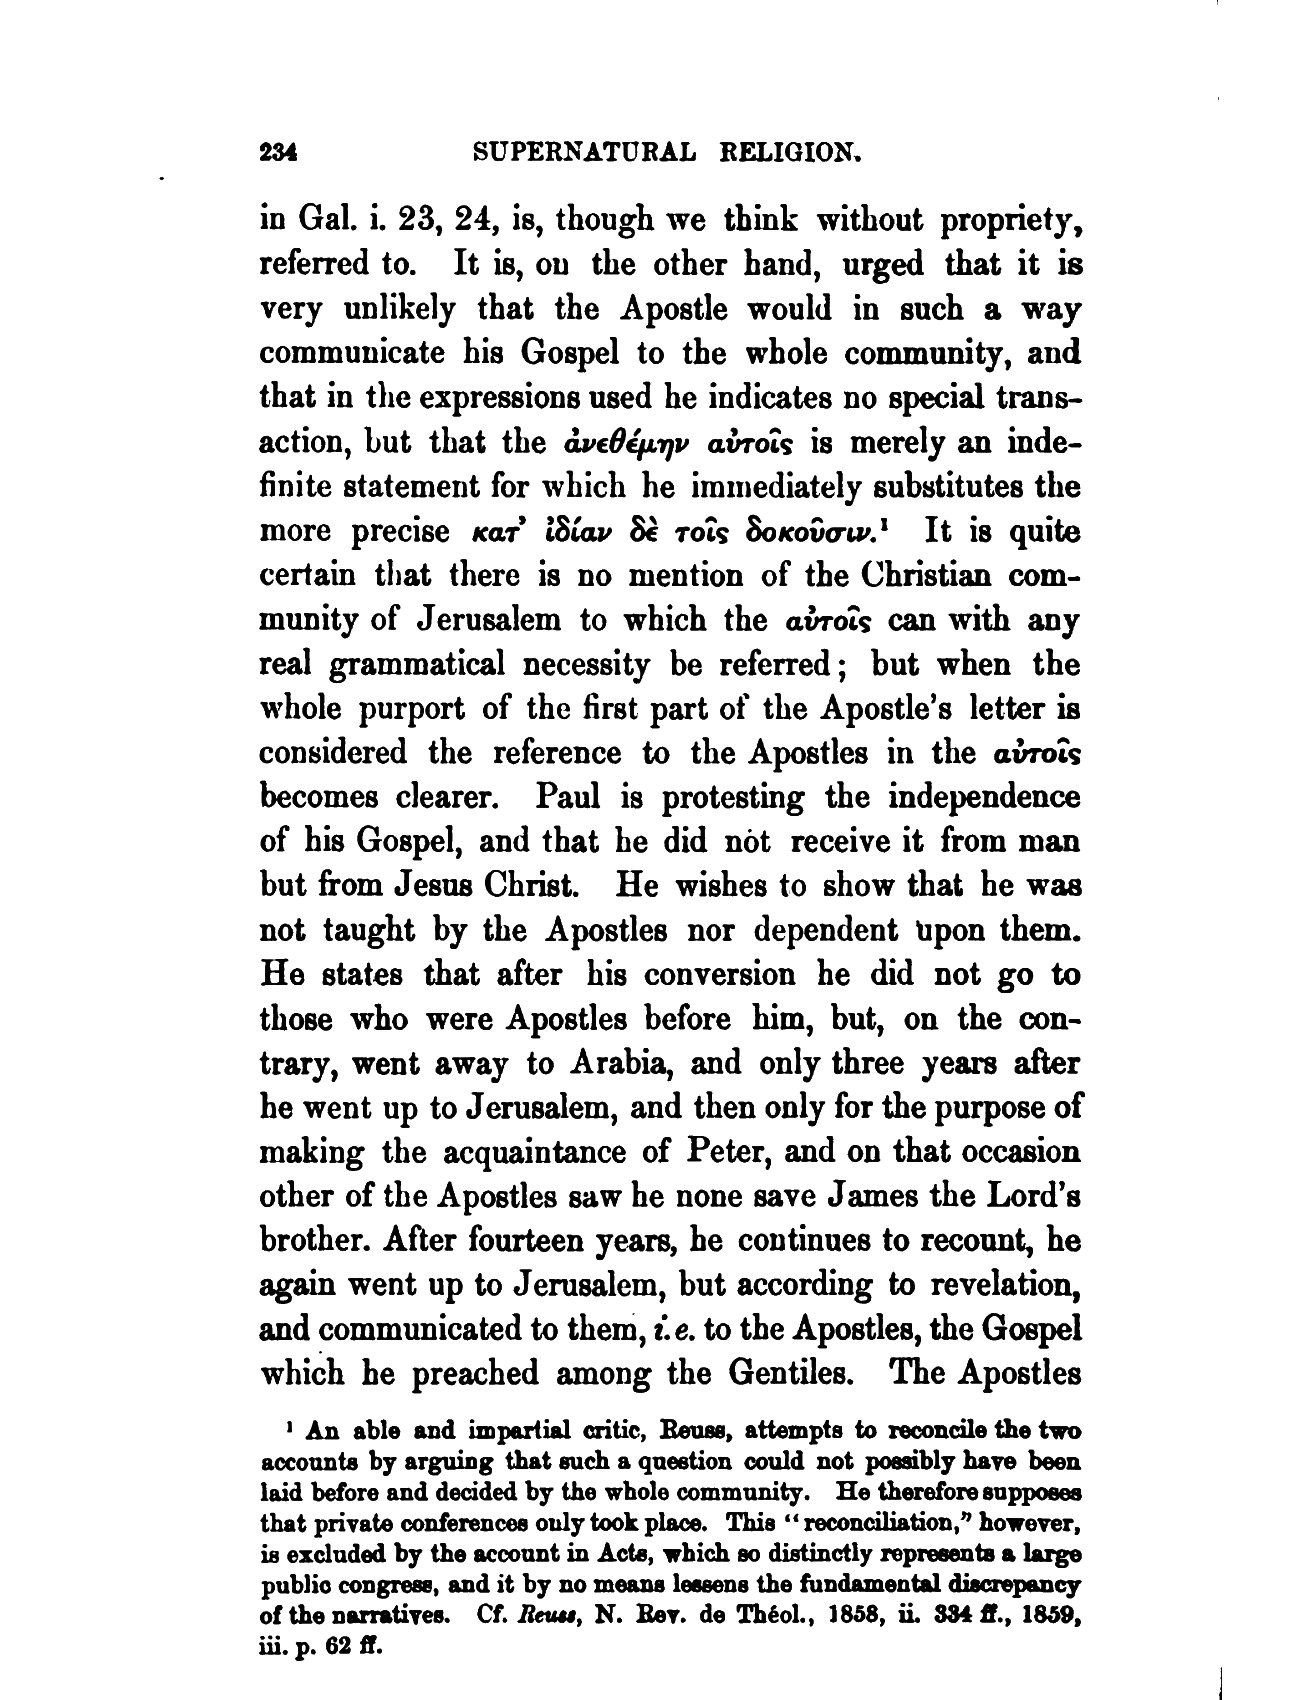 234 SUPERNATURAL RELIGION.
in Gal. i. 23, 24, is, though we think without propriety,
referred to. It is, on the other hand, urged that it is
very unlikely that the Apostle would in such a way
communicate his Gospel to the whole community, and
that in the expressions used he indicates no special trans-
action, but that the ἀνεθέμην αὐτοῖς is merely an inde-
finite statement for which he immediately substitutes the
more precise κατ’ ἰδίαν δὲ τοῖς δοκοῦσιν.¹ It is quite
certain that there is no mention of the Christian com-
munity of Jerusalem to which the αὐτοῖς can with any
real grammatical necessity be referred; but when the
whole purport of the first part of the Apostle's letter is
considered the reference to the Apostles in the αὐτοῖς
becomes clearer. Paul is protesting the independence
of his Gospel, and that he did not receive it from man
but from Jesus Christ. He wishes to show that he was
not taught by the Apostles nor dependent upon them.
He states that after his conversion he did not go to
those who were Apostles before him, but, on the con-
trary, went away to Arabia, and only three years after
he went up to Jerusalem, and then only for the purpose of
making the acquaintance of Peter, and on that occasion
other of the Apostles saw he none save James the Lord's
brother. After fourteen years, he continues to recount, he
again went up to Jerusalem, but according to revelation,
and communicated to them, i.e. to the Apostles, the Gospel
which he preached among the Gentiles. The Apostles
¹ An able and impartial critic, Reuss, attempts to reconcile the two
accounts by arguing that such a question could not possibly have been
laid before and decided by the whole community. He therefore supposes
that private conferences only took place. This “reconciliation,” however,
is excluded by the account in Acts, which so distinctly represents a large
public congress, and it by no means lessens the fundamental discrepancy
of the narratives. Cf. Reuss, N. Rev. de Théol., 1858, ii. 334 ff., 1859,
iii. p. 62 ff.